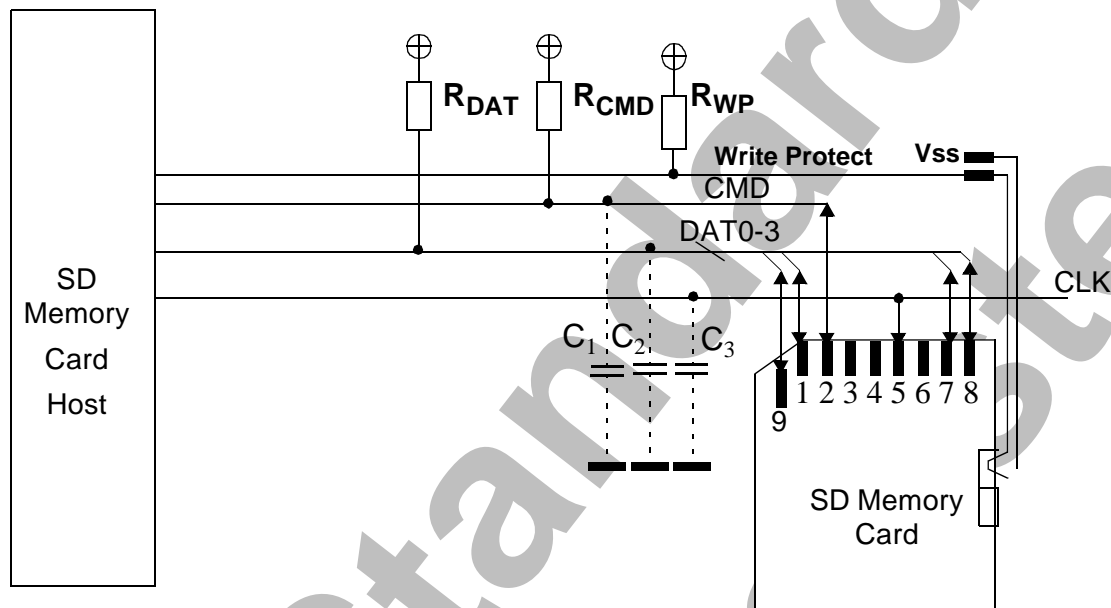 R_DAT R_CMD R_WP
Write Protect Vss
CMD
DAT0-3
CLK
SD
Memory
Card
Host
C₁ C₂ C₃
1 2 3 4 5 6 7 8
9
SD Memory
Card